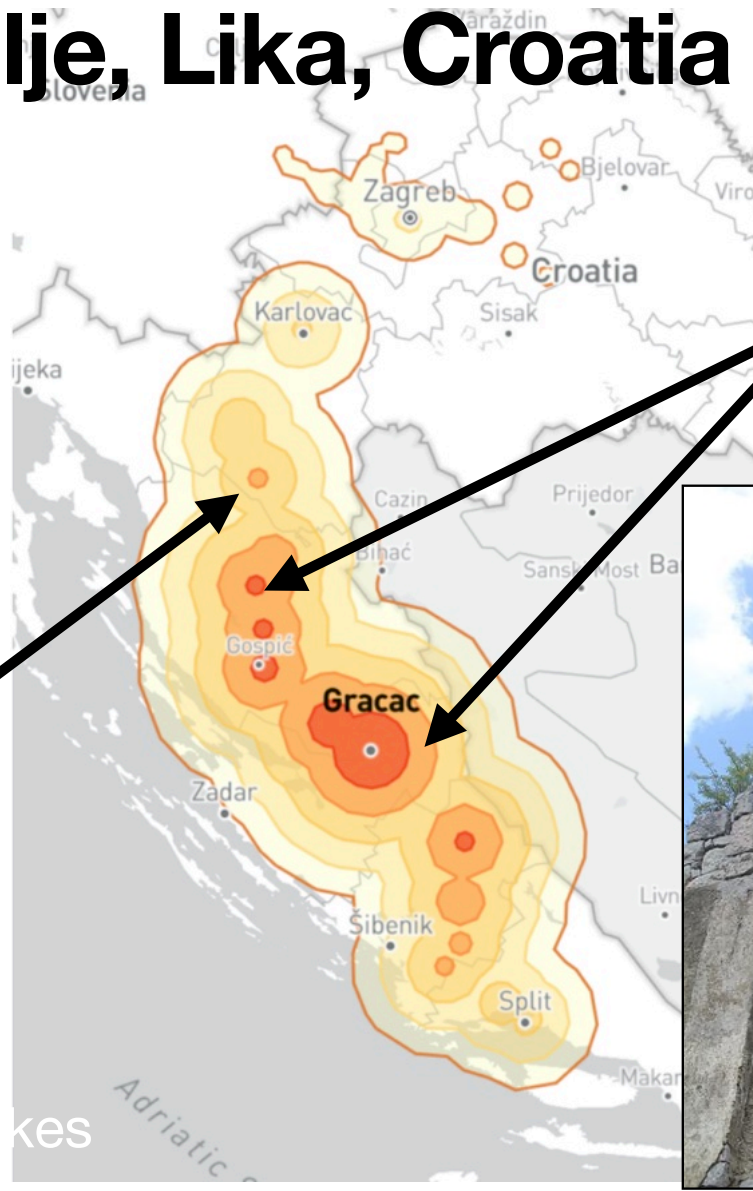 lje, Lika, Croatia
Varaždin
Slovenia
Bjelovar
Viro
Zagreb
Croatia
Karlovac
Sisak
ijeka
Cazin
Prijedor
Bihać
Sanski Most
Ba
Gospić
Gracac
Zadar
Livn
Šibenik
Split
Makar
kes
Adriatic